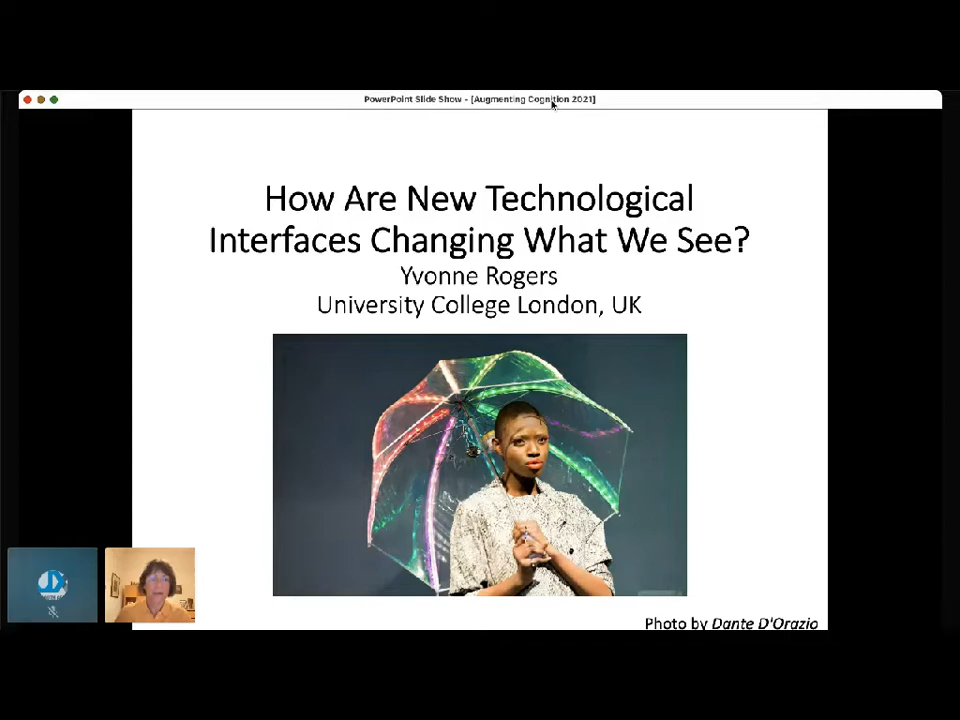 PowerPoint Slide Show - [Augmenting Cognition 2021]
How Are New Technological
Interfaces Changing What We See?
Yvonne Rogers
University College London, UK
Photo by Dante D'Orazio